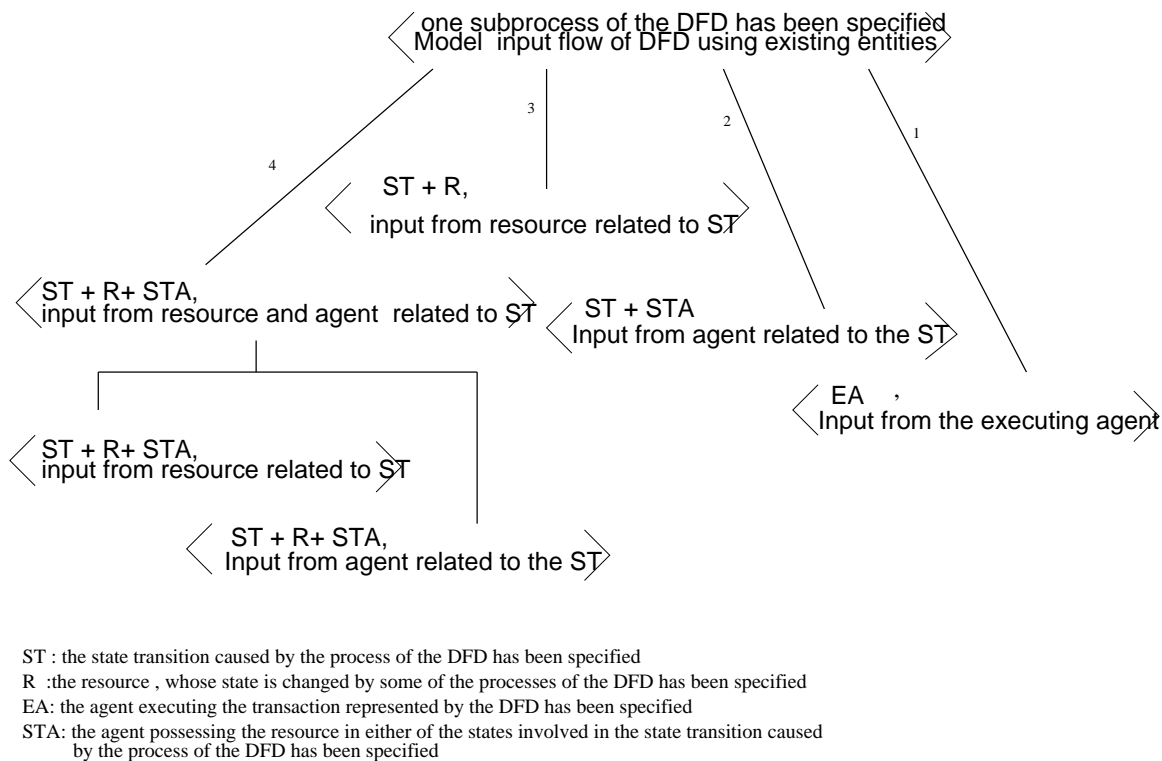 one subprocess of the DFD has been specified
Model input flow of DFD using existing entities
4
3
2
1
ST + R,
input from resource related to ST
ST + R+ STA,
input from resource and agent related to ST
ST + STA
Input from agent related to the ST
EA ,
Input from the executing agent
ST + R+ STA,
input from resource related to ST
ST + R+ STA,
Input from agent related to the ST
ST : the state transition caused by the process of the DFD has been specified
R :the resource , whose state is changed by some of the processes of the DFD has been specified
EA: the agent executing the transaction represented by the DFD has been specified
STA: the agent possessing the resource in either of the states involved in the state transition caused
by the process of the DFD has been specified